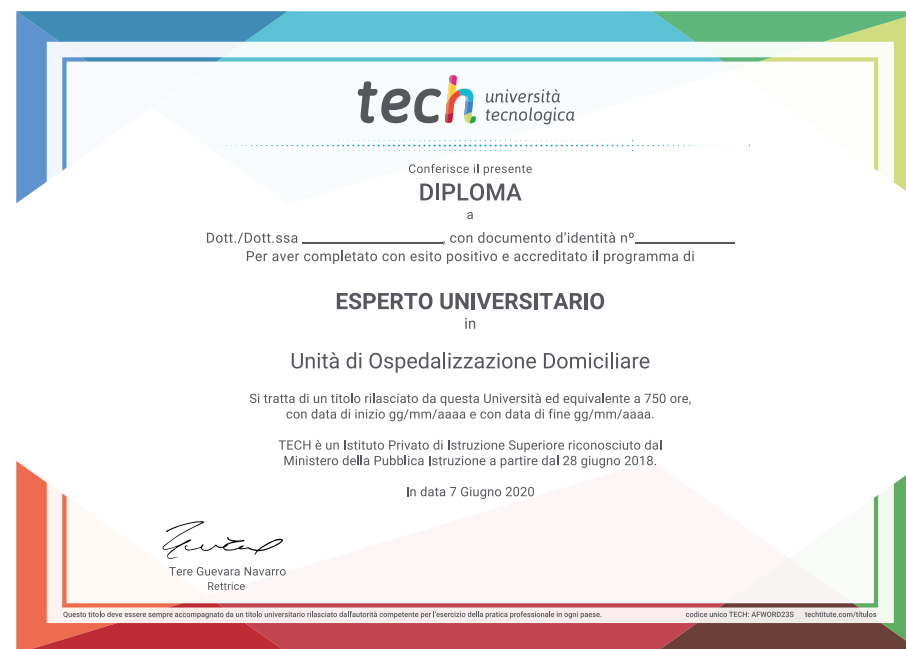 tech università
tecnologica
Conferisce il presente
DIPLOMA
a
Dott./Dott.ssa ____________________, con documento d'identità nº______________
Per aver completato con esito positivo e accreditato il programma di
ESPERTO UNIVERSITARIO
in
Unità di Ospedalizzazione Domiciliare
Si tratta di un titolo rilasciato da questa Università ed equivalente a 750 ore,
con data di inizio gg/mm/aaaa e con data di fine gg/mm/aaaa.
TECH è un Istituto Privato di Istruzione Superiore riconosciuto dal
Ministero della Pubblica Istruzione a partire dal 28 giugno 2018.
In data 7 Giugno 2020
Tere Guevara Navarro
Rettrice
Questo titolo deve essere sempre accompagnato da un titolo universitario rilasciato dall'autorità competente per l'esercizio della pratica professionale in ogni paese. codice unico TECH: AFWORD23S techtitute.com/titulos